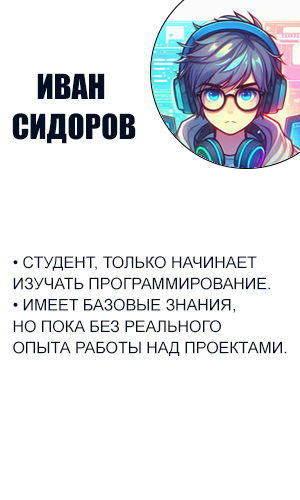 ИВАН
СИДОРОВ
• СТУДЕНТ, ТОЛЬКО НАЧИНАЕТ
ИЗУЧАТЬ ПРОГРАММИРОВАНИЕ.
• ИМЕЕТ БАЗОВЫЕ ЗНАНИЯ,
НО ПОКА БЕЗ РЕАЛЬНОГО
ОПЫТА РАБОТЫ НАД ПРОЕКТАМИ.